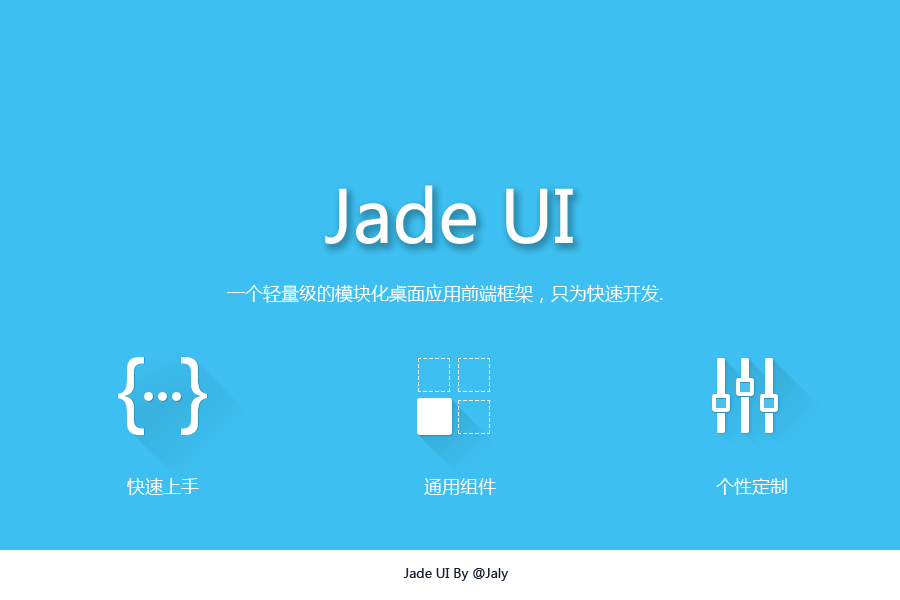 Jade UI
一个轻量级的模块化桌面应用前端框架，只为快速开发.
快速上手
通用组件
个性定制
Jade UI By @Jaly